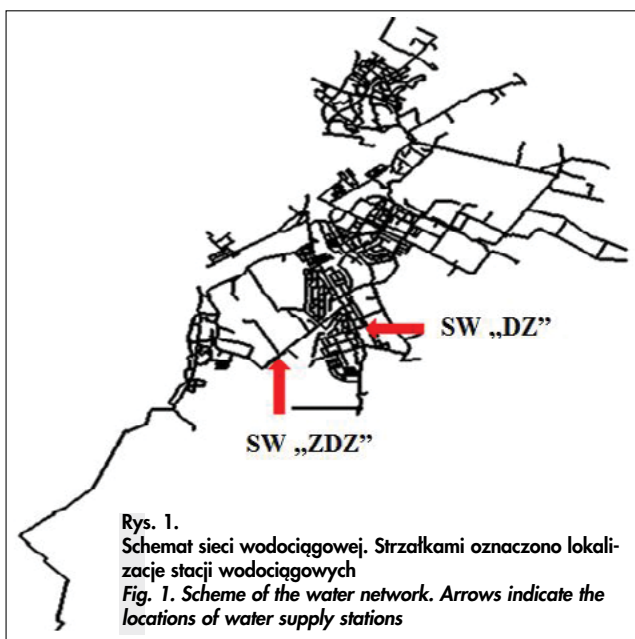 SW „DZ”
SW „ZDZ”
Rys. 1.
Schemat sieci wodociągowej. Strzałkami oznaczono lokali-
zacje stacji wodociągowych
Fig. 1. Scheme of the water network. Arrows indicate the
locations of water supply stations